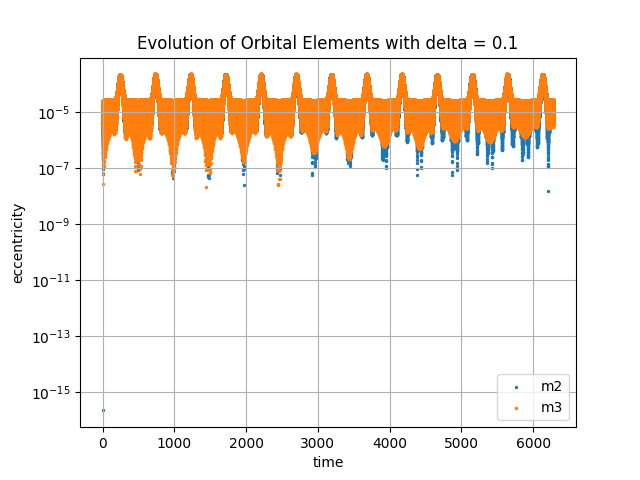 Evolution of Orbital Elements with delta = 0.1
eccentricity
10⁻⁵
10⁻⁷
10⁻⁹
10⁻¹¹
10⁻¹³
10⁻¹⁵
m2
m3
0 1000 2000 3000 4000 5000 6000
time